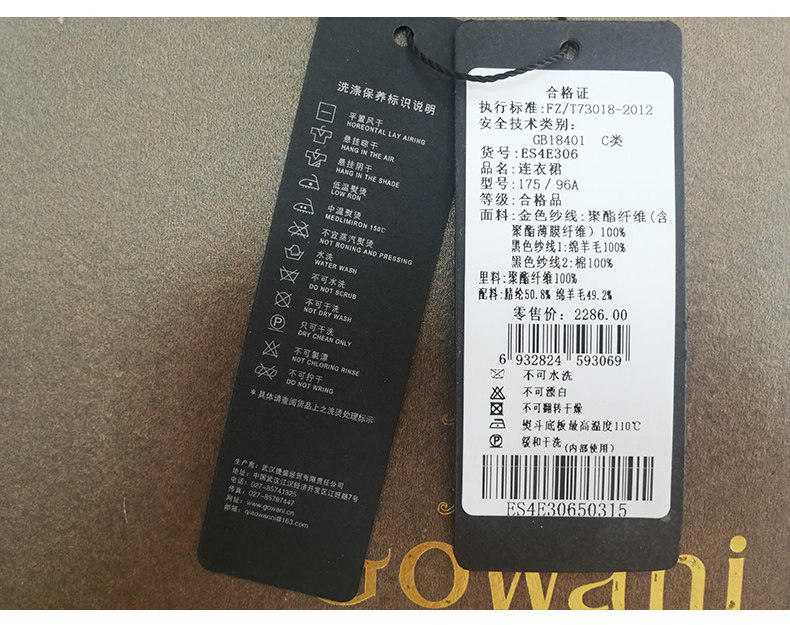 洗涤保养标识说明
平置风干
HOREONTAL LAY AIRING
悬挂晾干
HANG IN THE AIR
悬挂阴干
HANG IN THE SHADE
低温熨烫
LOW RON
中温熨烫
MEDLIMIRON 150℃
不宜蒸汽熨烫
NOT RONING AND PRESSING
水洗
WATER WASH
不可水洗
DO NOT SCRUB
不可干洗
NOT DRY WASH
只可干洗
DRY CHEAN ONLY
不可氯漂
NOT CHLORING RINSE
不可拧干
DO NOT WRING
*具体请查阅货品上之洗烫处理标示
生产商：武汉德盛经贸有限责任公司
地址：中国武汉江汉经济开发区江旺路7号
电话：027-85741325
传真：027-85797447
网址：www.gowani.cn
邮箱：qiaowanni@163.com
合格证
执行标准:FZ/T73018-2012
安全技术类别:
GB18401 C类
货号:ES4E306
品名:连衣裙
型号:175/96A
等级:合格品
面料:金色纱线:聚酯纤维(含
聚酯薄膜纤维) 100%
黑色纱线1:绵羊毛100%
黑色纱线2:棉100%
里料:聚酯纤维100%
配料:腈纶50.8% 绵羊毛49.2%
零售价: 2286.00
6 932824 593069
不可水洗
不可漂白
不可翻转干燥
熨斗底板最高温度110℃
P 缓和干洗(内部使用)
ES4E30650315
Gowani